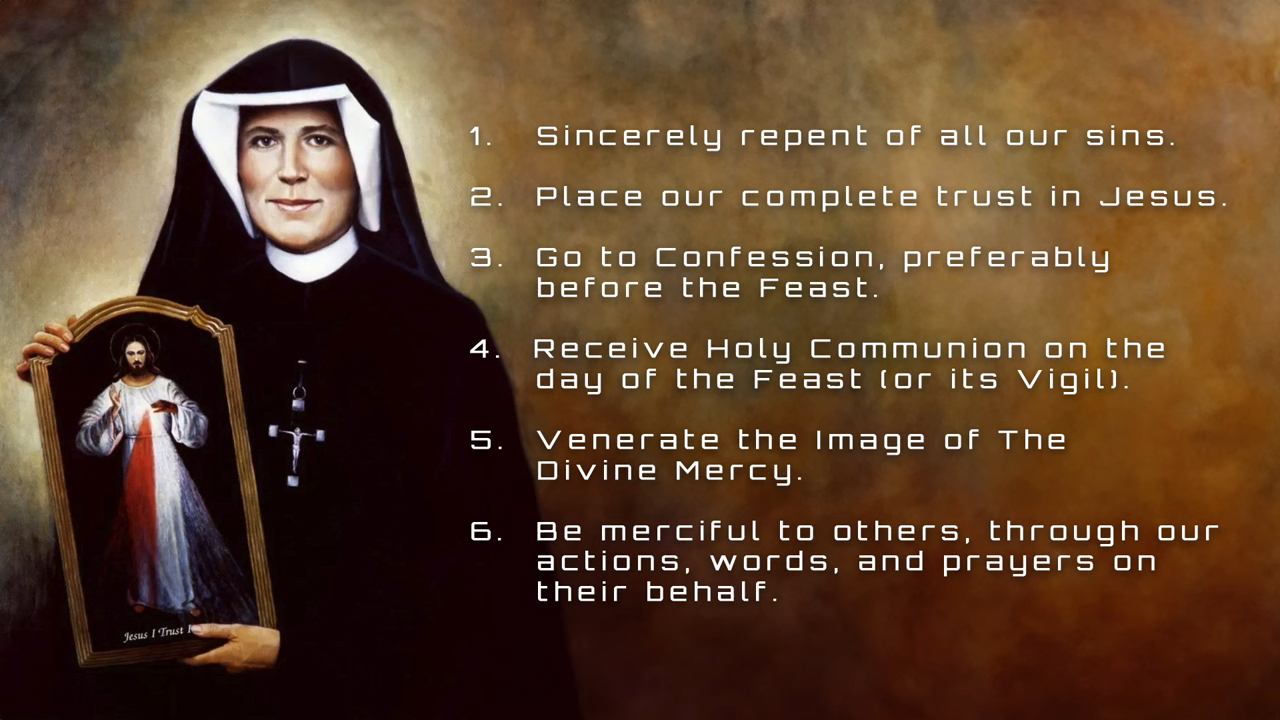 1. Sincerely repent of all our sins.
2. Place our complete trust in Jesus.
3. Go to Confession, preferably
before the Feast.
4. Receive Holy Communion on the
day of the Feast (or its Vigil).
5. Venerate the Image of The
Divine Mercy.
6. Be merciful to others, through our
actions, words, and prayers on
their behalf.
Jesus I Trust I